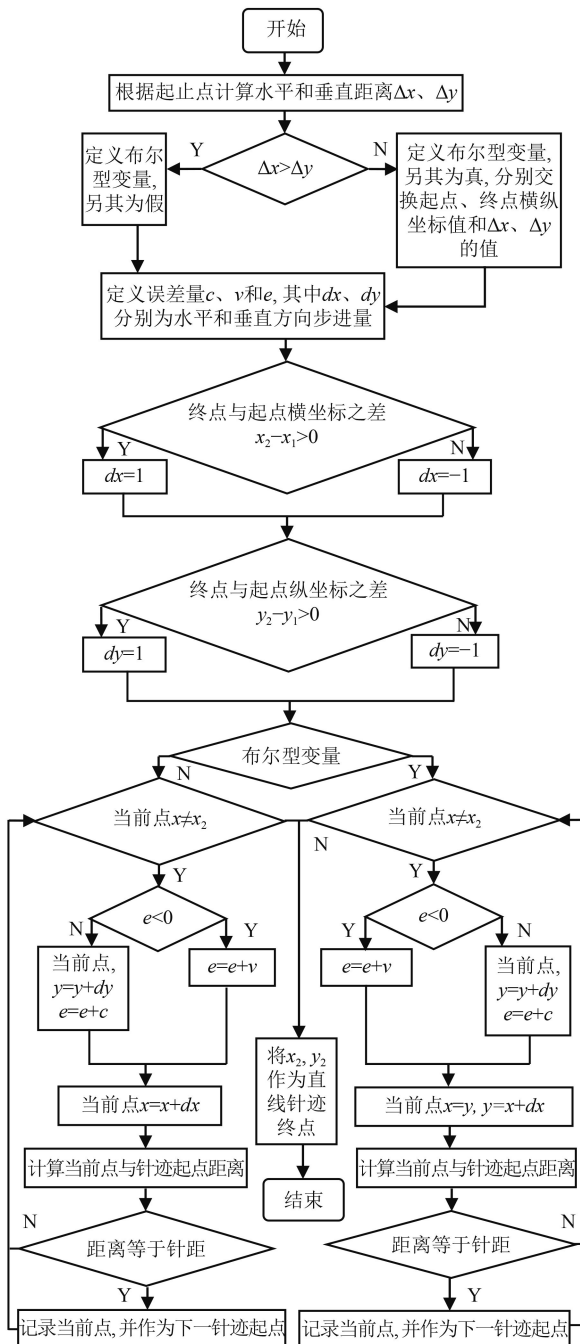 开始
根据起止点计算水平和垂直距离Δx、Δy
Δx>Δy
Y
N
定义布尔
型变量,
另其为假
定义布尔型变量,
另其为真, 分别交
换起点、终点横纵
坐标值和Δx、Δy
的值
定义误差量c、v和e, 其中dx、dy
分别为水平和垂直方向步进量
终点与起点横坐标之差
x₂−x₁>0
Y
N
dx=1
dx=−1
终点与起点纵坐标之差
y₂−y₁>0
Y
N
dy=1
dy=−1
布尔型变量
N
Y
当前点x≠x₂
当前点x≠x₂
N
Y
Y
e<0
e<0
N
Y
Y
N
当前点,
y=y+dy
e=e+c
e=e+v
e=e+v
当前点,
y=y+dy
e=e+c
将x₂, y₂
作为直
线针迹
终点
当前点x=x+dx
当前点x=y, y=x+dx
计算当前点与针迹起点距离
计算当前点与针迹起点距离
结束
N
N
距离等于针距
距离等于针距
Y
Y
记录当前点, 并作为下一针迹起点
记录当前点, 并作为下一针迹起点